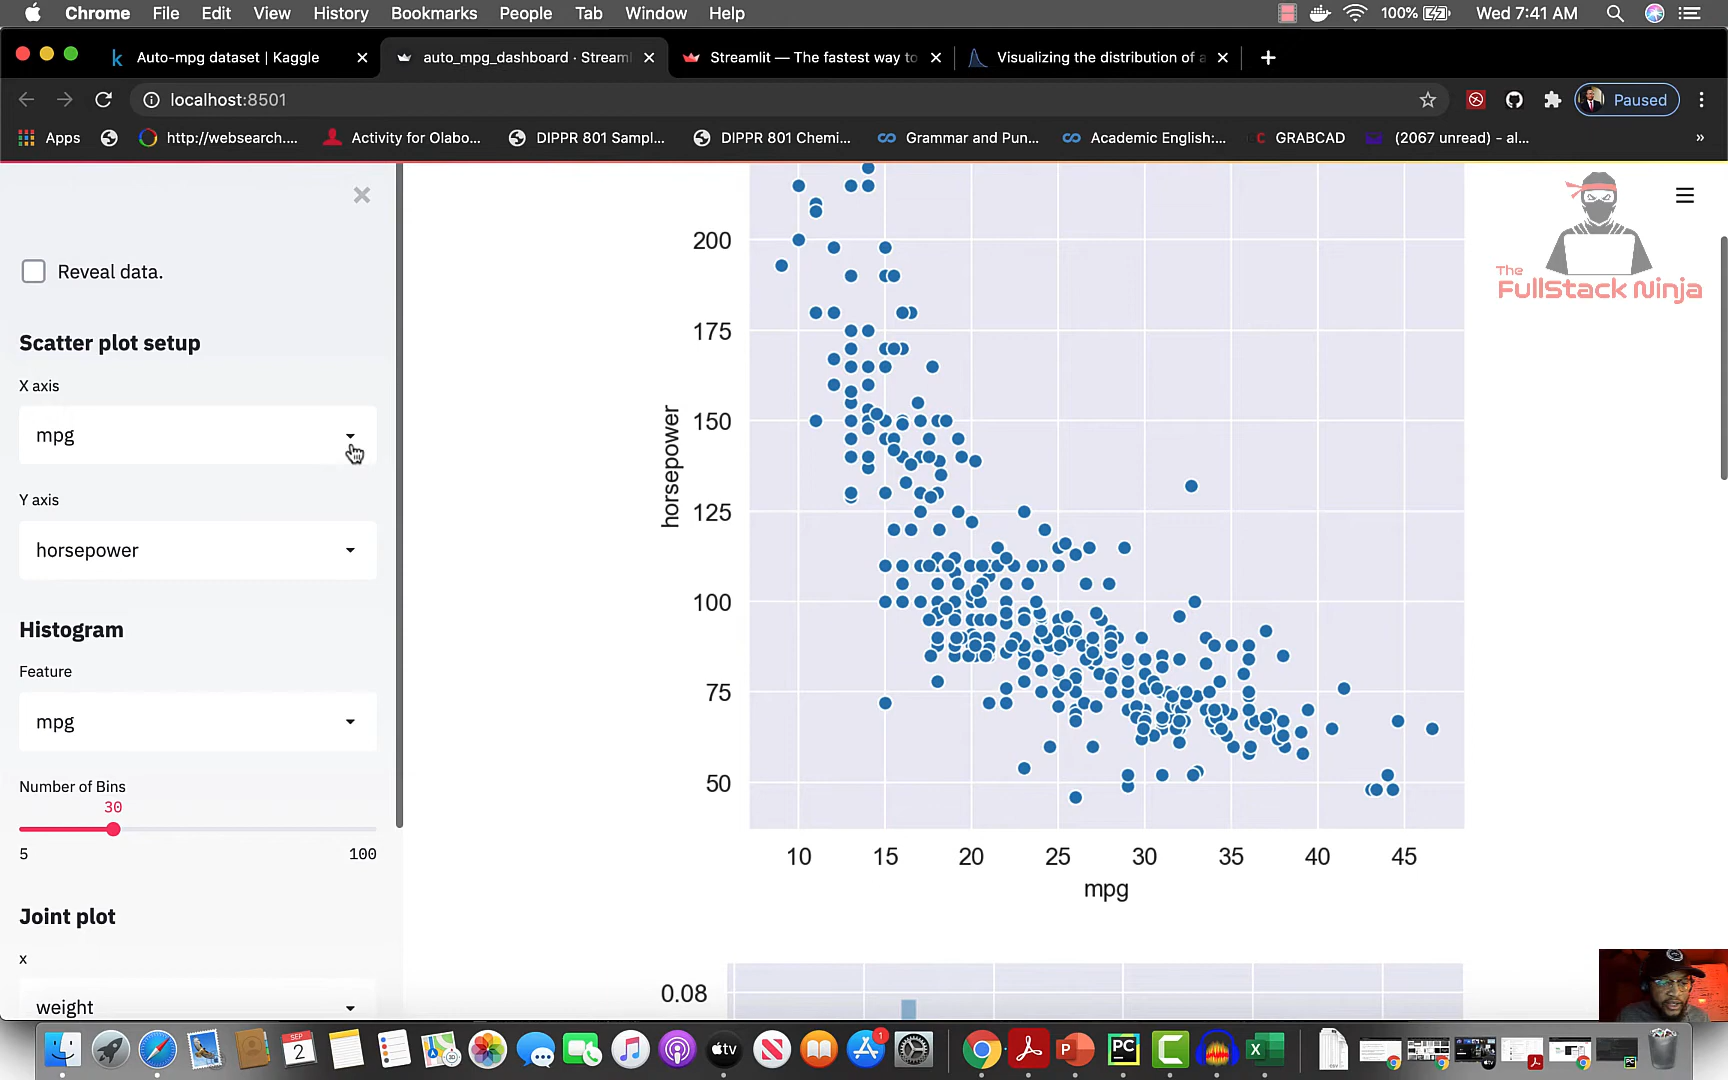 Chrome File Edit View History Bookmarks People Tab Window Help 100% Wed 7:41 AM
Auto-mpg dataset | Kaggle auto_mpg_dashboard · Streaml Streamlit — The fastest way to Visualizing the distribution of a
localhost:8501 Paused
Apps http://websearch.... Activity for Olabo... DIPPR 801 Sampl... DIPPR 801 Chemi... Grammar and Pun... Academic English:... GRABCAD (2067 unread) - al... »
The
FullStack Ninja
Reveal data.
Scatter plot setup
X axis
mpg
Y axis
horsepower
Histogram
Feature
mpg
Number of Bins
30
5 100
Joint plot
x
weight
200
175
150
125
100
75
50
horsepower
10 15 20 25 30 35 40 45
mpg
0.08
SEP
2
1
tv
PC